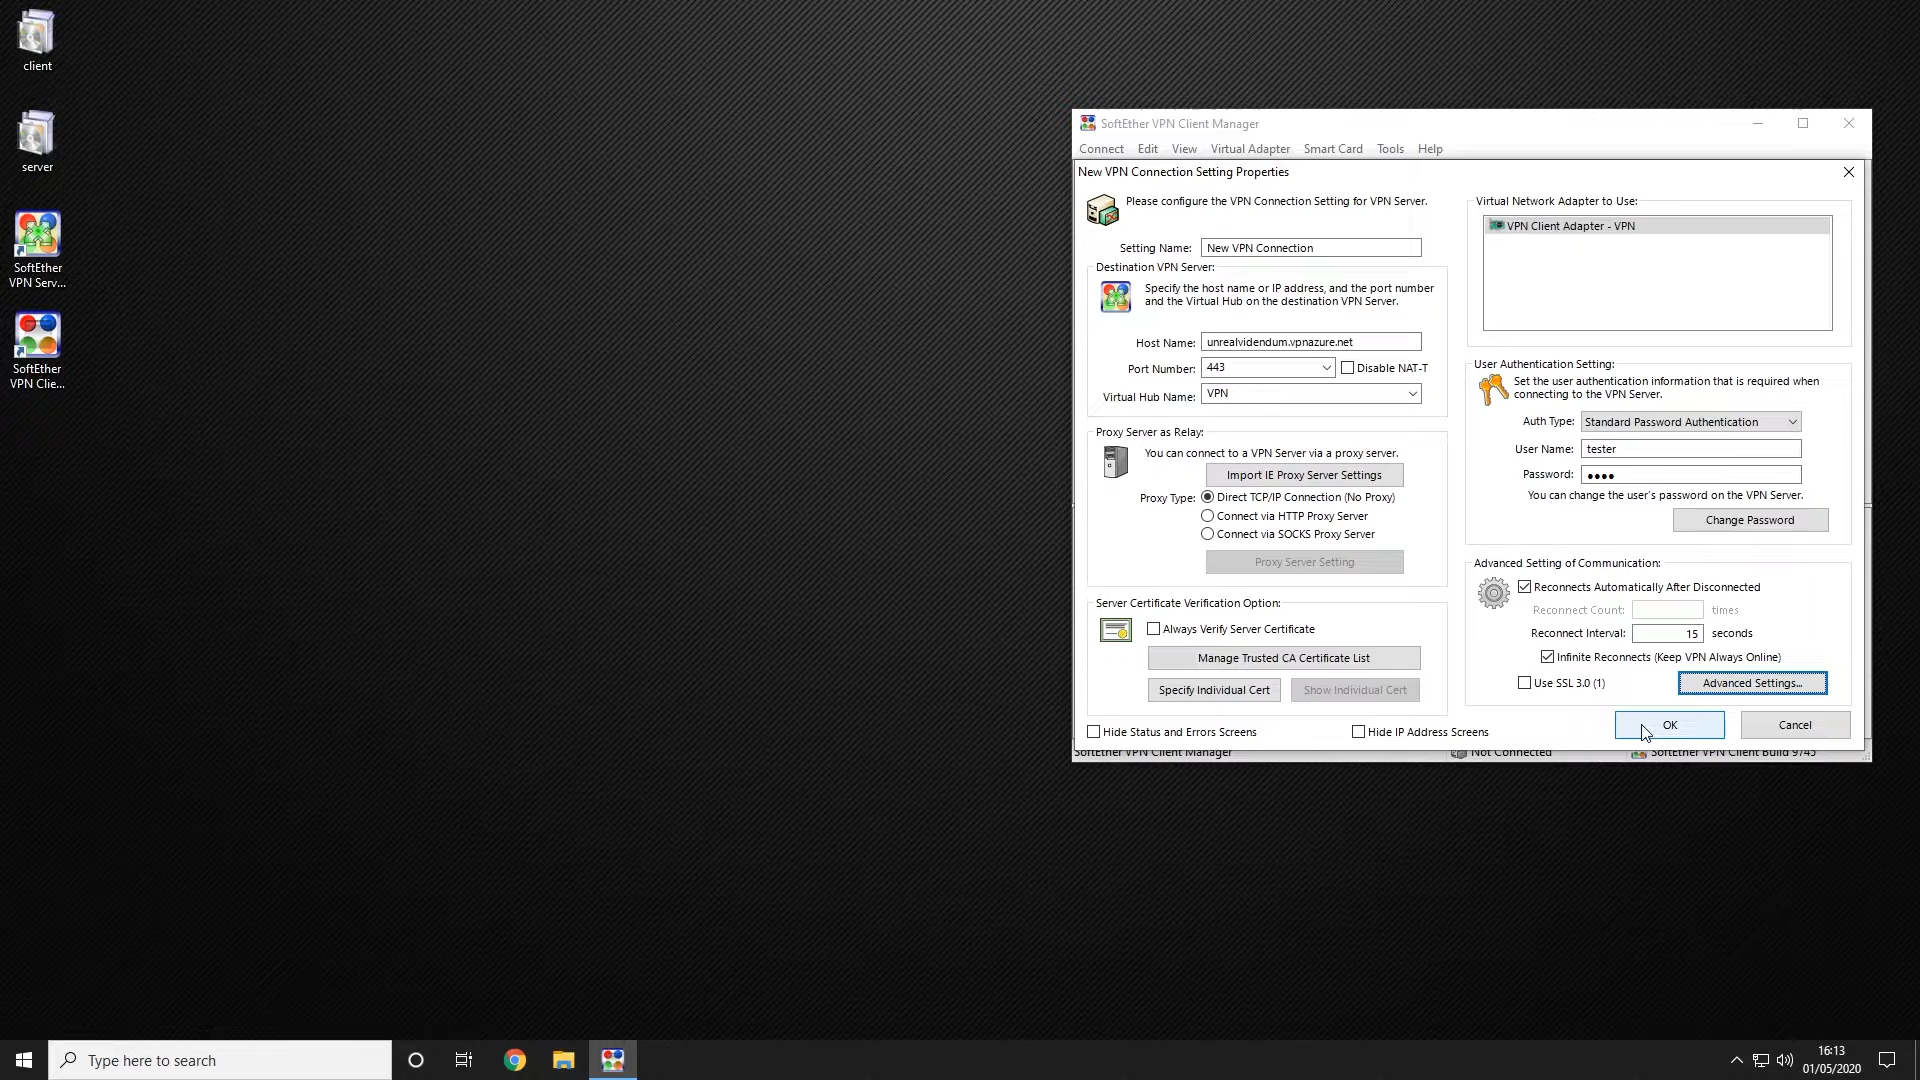 client
server
SoftEther
VPN Serv...
SoftEther
VPN Clie...
SoftEther VPN Client Manager
Connect Edit View Virtual Adapter Smart Card Tools Help
New VPN Connection Setting Properties
Please configure the VPN Connection Setting for VPN Server.
Setting Name: New VPN Connection
Destination VPN Server:
Specify the host name or IP address, and the port number
and the Virtual Hub on the destination VPN Server.
Host Name: unrealvidendum.vpnazure.net
Port Number: 443 Disable NAT-T
Virtual Hub Name: VPN
Proxy Server as Relay:
You can connect to a VPN Server via a proxy server.
Import IE Proxy Server Settings
Proxy Type: Direct TCP/IP Connection (No Proxy)
Connect via HTTP Proxy Server
Connect via SOCKS Proxy Server
Proxy Server Setting
Server Certificate Verification Option:
Always Verify Server Certificate
Manage Trusted CA Certificate List
Specify Individual Cert Show Individual Cert
Hide Status and Errors Screens Hide IP Address Screens
Virtual Network Adapter to Use:
VPN Client Adapter - VPN
User Authentication Setting:
Set the user authentication information that is required when
connecting to the VPN Server.
Auth Type: Standard Password Authentication
User Name: tester
Password: ●●●●
You can change the user's password on the VPN Server.
Change Password
Advanced Setting of Communication:
Reconnects Automatically After Disconnected
Reconnect Count: times
Reconnect Interval: 15 seconds
Infinite Reconnects (Keep VPN Always Online)
Use SSL 3.0 (1) Advanced Settings...
OK Cancel
SoftEther VPN Client Manager Not Connected SoftEther VPN Client Build 9745
Type here to search
16:13
01/05/2020